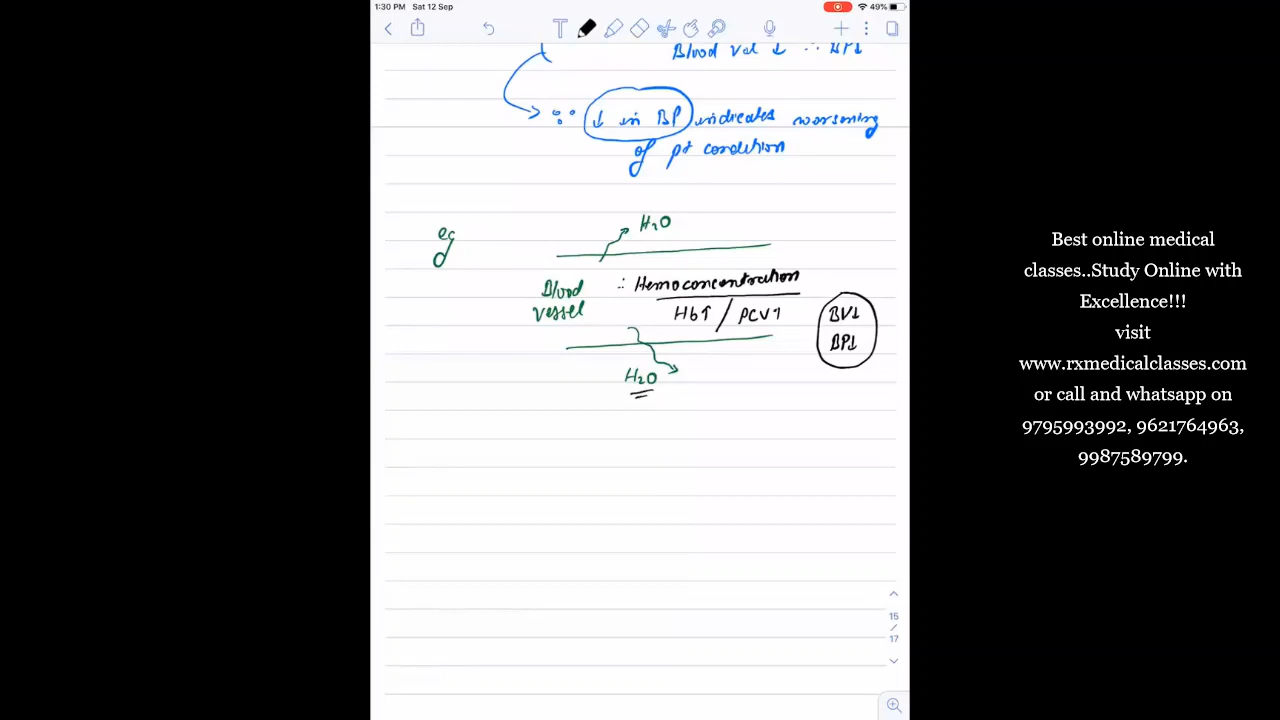 1:30 PM Sat 12 Sep
49%
T
Blood Vol ↓ ∴ BP↓
∴ ↓ in BP indicates worsening
of pt condition
eg
H₂O
Blood
vessel
∴ Hemoconcentration
Hb↑ / PCV↑
BV↓
BP↓
H₂O
15
/
17
Best online medical
classes..Study Online with
Excellence!!!
visit
www.rxmedicalclasses.com
or call and whatsapp on
9795993992, 9621764963,
9987589799.